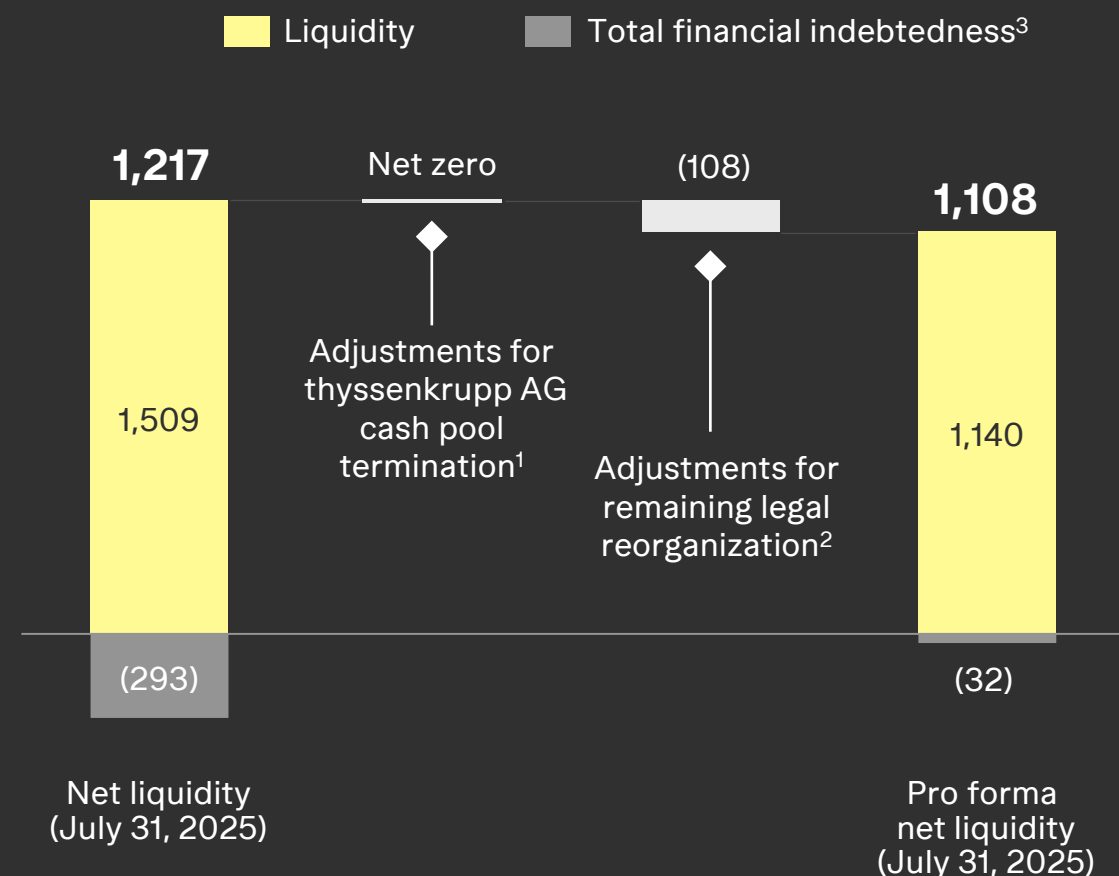 Liquidity
Total financial indebtedness³
1,217
Net zero
(108)
1,108
1,509
Adjustments for
thyssenkrupp AG
cash pool
termination¹
Adjustments for
remaining legal
reorganization²
1,140
(293)
(32)
Net liquidity
(July 31, 2025)
Pro forma
net liquidity
(July 31, 2025)